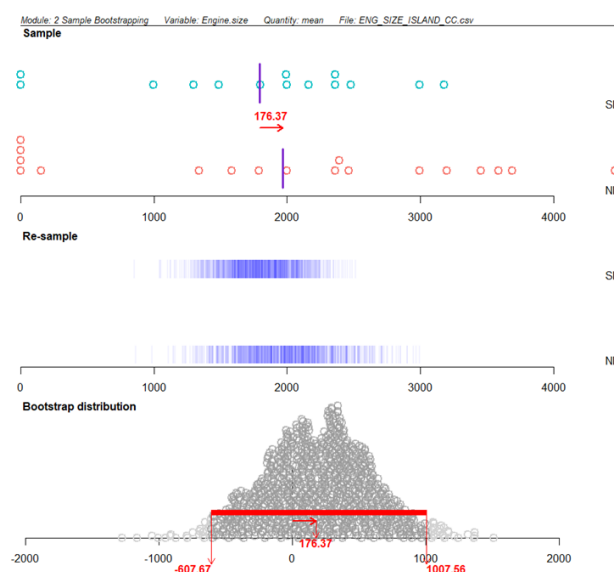 Module: 2 Sample Bootstrapping Variable: Engine.size Quantity: mean File: ENG_SIZE_ISLAND_CC.csv
Sample
176.37
0 1000 2000 3000 4000
Re-sample
0 1000 2000 3000 4000
Bootstrap distribution
176.37
-2000 -1000 0 1000 2000
-607.67 1007.56